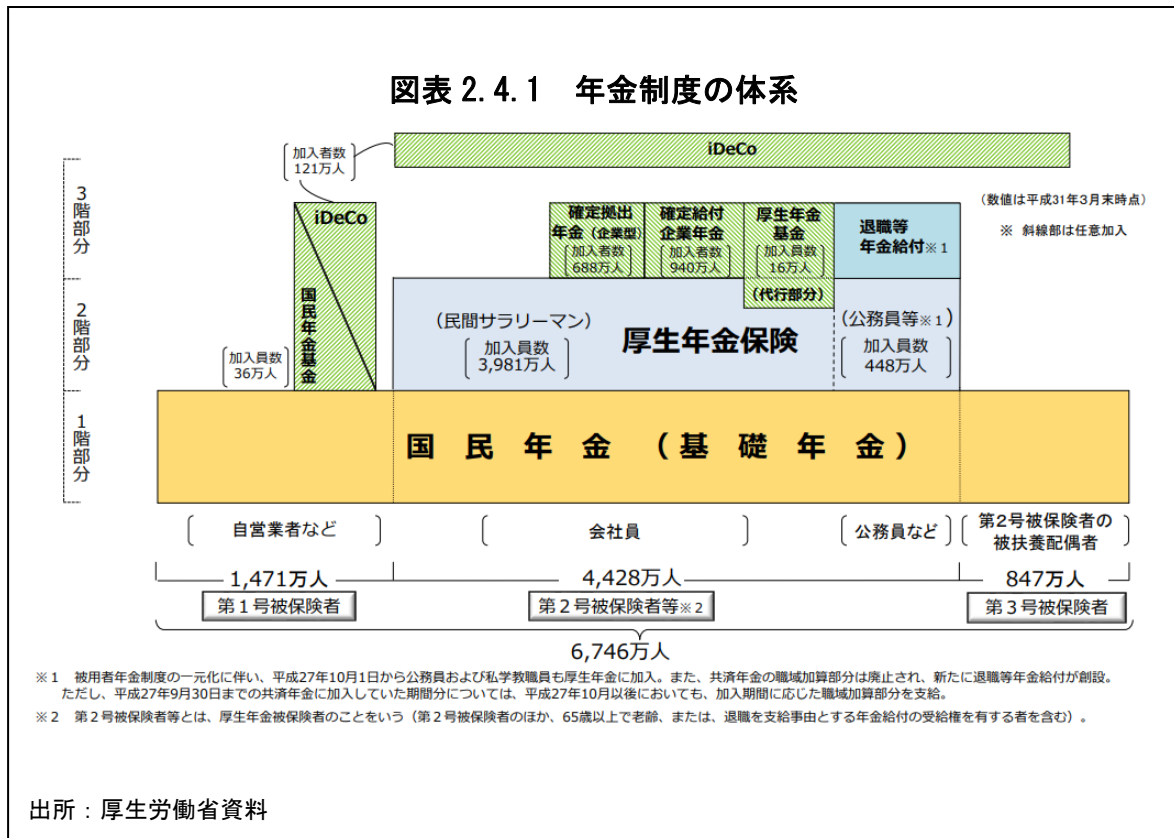 図表 2.4.1　年金制度の体系
加入者数
121万人
iDeCo
3階部分
2階部分
1階部分
iDeCo
国民年金基金
加入員数
36万人
確定拠出
年金（企業型）
加入者数
688万人
確定給付
企業年金
加入者数
940万人
厚生年金
基金
加入員数
16万人
（代行部分）
退職等
年金給付※1
（数値は平成31年3月末時点）
※ 斜線部は任意加入
（民間サラリーマン）
加入員数
3,981万人
厚生年金保険
（公務員等※1）
加入員数
448万人
国民年金（基礎年金）
自営業者など
会社員
公務員など
第2号被保険者の
被扶養配偶者
1,471万人
4,428万人
847万人
第1号被保険者
第2号被保険者等※2
第3号被保険者
6,746万人
※1　被用者年金制度の一元化に伴い、平成27年10月1日から公務員および私学教職員も厚生年金に加入。また、共済年金の職域加算部分は廃止され、新たに退職等年金給付が創設。
ただし、平成27年9月30日までの共済年金に加入していた期間分については、平成27年10月以後においても、加入期間に応じた職域加算部分を支給。
※2　第2号被保険者等とは、厚生年金被保険者のことをいう（第2号被保険者のほか、65歳以上で老齢、または、退職を支給事由とする年金給付の受給権を有する者を含む）。
出所：厚生労働省資料